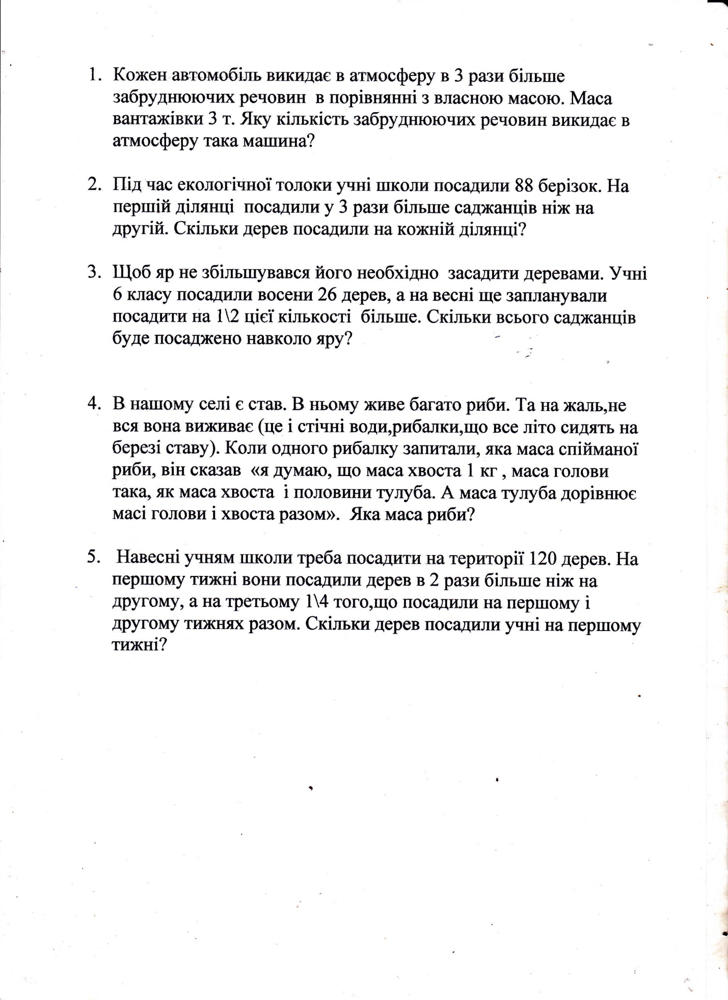 1. Кожен автомобіль викидає в атмосферу в 3 рази більше
забруднюючих речовин в порівнянні з власною масою. Маса
вантажівки 3 т. Яку кількість забруднюючих речовин викидає в
атмосферу така машина?
2. Під час екологічної толоки учні школи посадили 88 берізок. На
першій ділянці посадили у 3 рази більше саджанців ніж на
другій. Скільки дерев посадили на кожній ділянці?
3. Щоб яр не збільшувався його необхідно засадити деревами. Учні
6 класу посадили восени 26 дерев, а на весні ще запланували
посадити на 1\2 цієї кількості більше. Скільки всього саджанців
буде посаджено навколо яру?
4. В нашому селі є став. В ньому живе багато риби. Та на жаль,не
вся вона виживає (це і стічні води,рибалки,що все літо сидять на
березі ставу). Коли одного рибалку запитали, яка маса спійманої
риби, він сказав «я думаю, що маса хвоста 1 кг , маса голови
така, як маса хвоста і половини тулуба. А маса тулуба дорівнює
масі голови і хвоста разом». Яка маса риби?
5. Навесні учням школи треба посадити на території 120 дерев. На
першому тижні вони посадили дерев в 2 рази більше ніж на
другому, а на третьому 1\4 того,що посадили на першому і
другому тижнях разом. Скільки дерев посадили учні на першому
тижні?